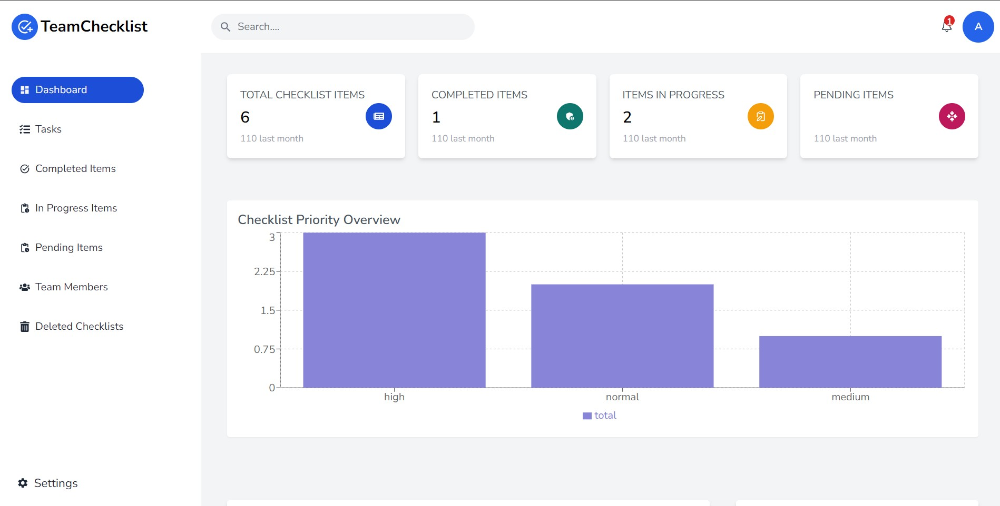 TeamChecklist
Search....
1
A
Dashboard
Tasks
Completed Items
In Progress Items
Pending Items
Team Members
Deleted Checklists
Settings
TOTAL CHECKLIST ITEMS
6
110 last month
COMPLETED ITEMS
1
110 last month
ITEMS IN PROGRESS
2
110 last month
PENDING ITEMS
110 last month
Checklist Priority Overview
3
2.25
1.5
0.75
0
high normal medium
total